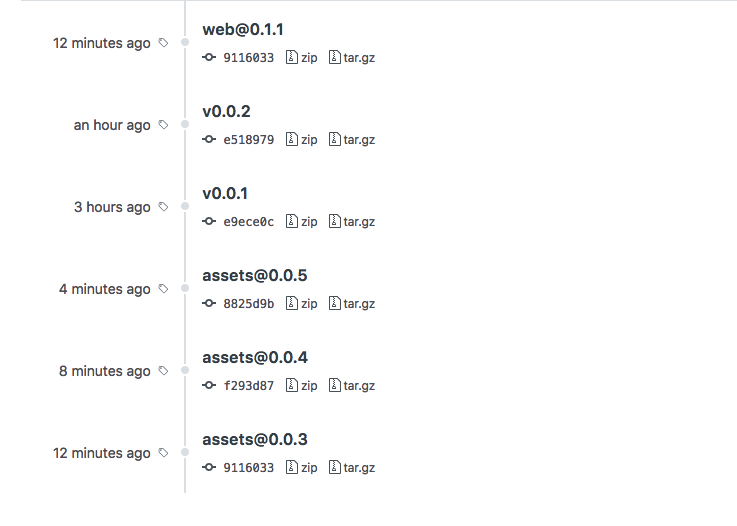 web@0.1.1
12 minutes ago
9116033 zip tar.gz
v0.0.2
an hour ago
e518979 zip tar.gz
v0.0.1
3 hours ago
e9ece0c zip tar.gz
assets@0.0.5
4 minutes ago
8825d9b zip tar.gz
assets@0.0.4
8 minutes ago
f293d87 zip tar.gz
assets@0.0.3
12 minutes ago
9116033 zip tar.gz